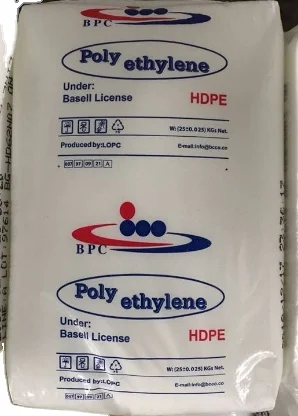 BPC
Poly ethylene
Under:
Basell License
HDPE
W: (25±0.025) KGs Net.
Produced by:LOPC
E-mail:info@bcco.co
BPC
Poly ethylene
Under:
Basell License
HDPE
W: (25±0.025) KGs Net.
Produced by:LOPC
E-mail:info@bcco.co